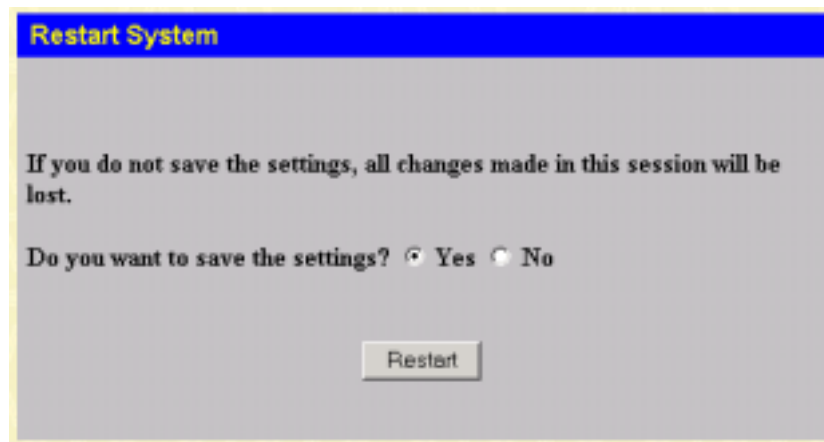 Restart System
If you do not save the settings, all changes made in this session will be
lost.
Do you want to save the settings? Yes No
Restart